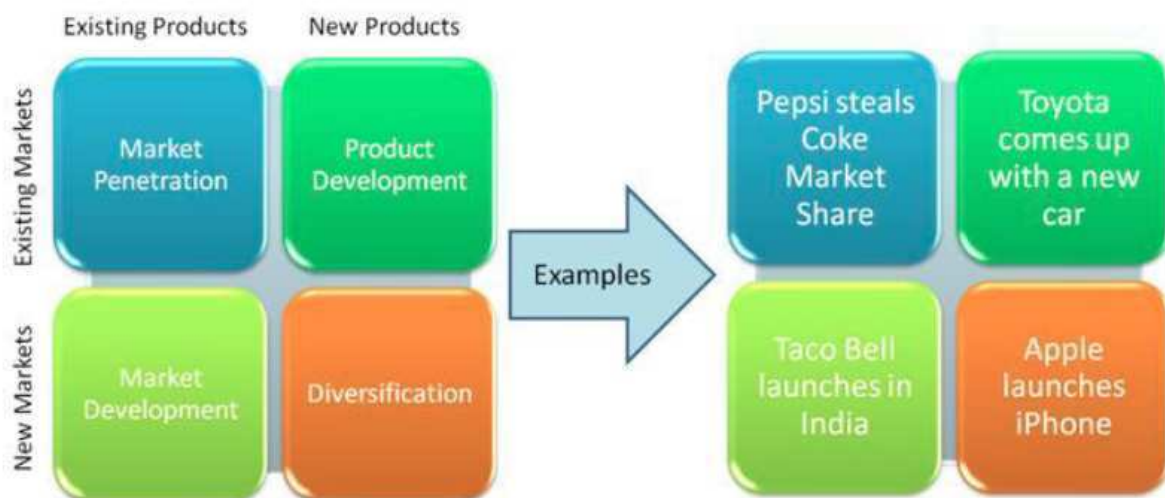 Existing Products
New Products
Existing Markets
Market
Penetration
Product
Development
New Markets
Market
Development
Diversification
Examples
Pepsi steals
Coke
Market
Share
Toyota
comes up
with a new
car
Taco Bell
launches in
India
Apple
launches
iPhone